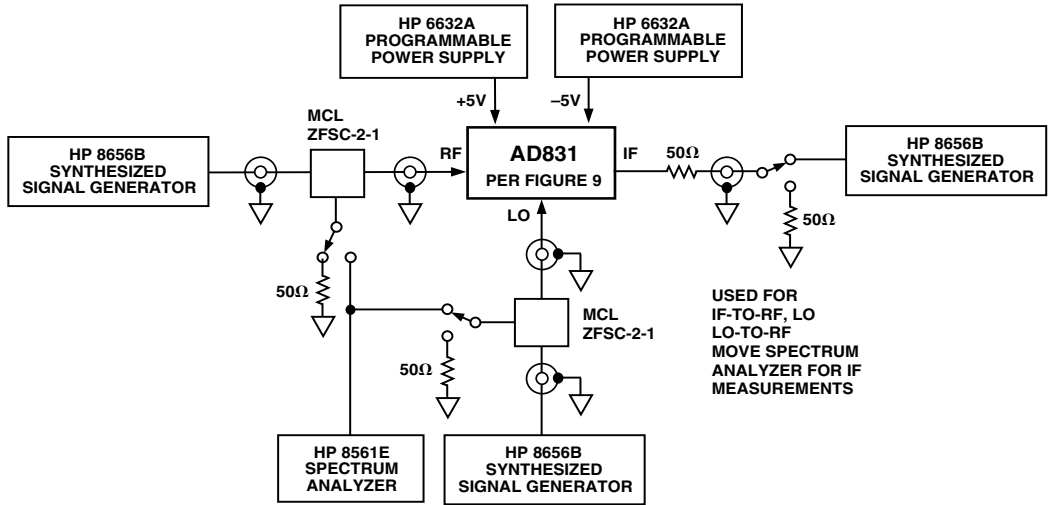 HP 6632A
PROGRAMMABLE
POWER SUPPLY
HP 6632A
PROGRAMMABLE
POWER SUPPLY
+5V
–5V
MCL
ZFSC-2-1
HP 8656B
SYNTHESIZED
SIGNAL GENERATOR
RF
AD831
PER FIGURE 9
IF
50Ω
HP 8656B
SYNTHESIZED
SIGNAL GENERATOR
LO
50Ω
50Ω
MCL
ZFSC-2-1
50Ω
USED FOR
IF-TO-RF, LO
LO-TO-RF
MOVE SPECTRUM
ANALYZER FOR IF
MEASUREMENTS
HP 8561E
SPECTRUM
ANALYZER
HP 8656B
SYNTHESIZED
SIGNAL GENERATOR